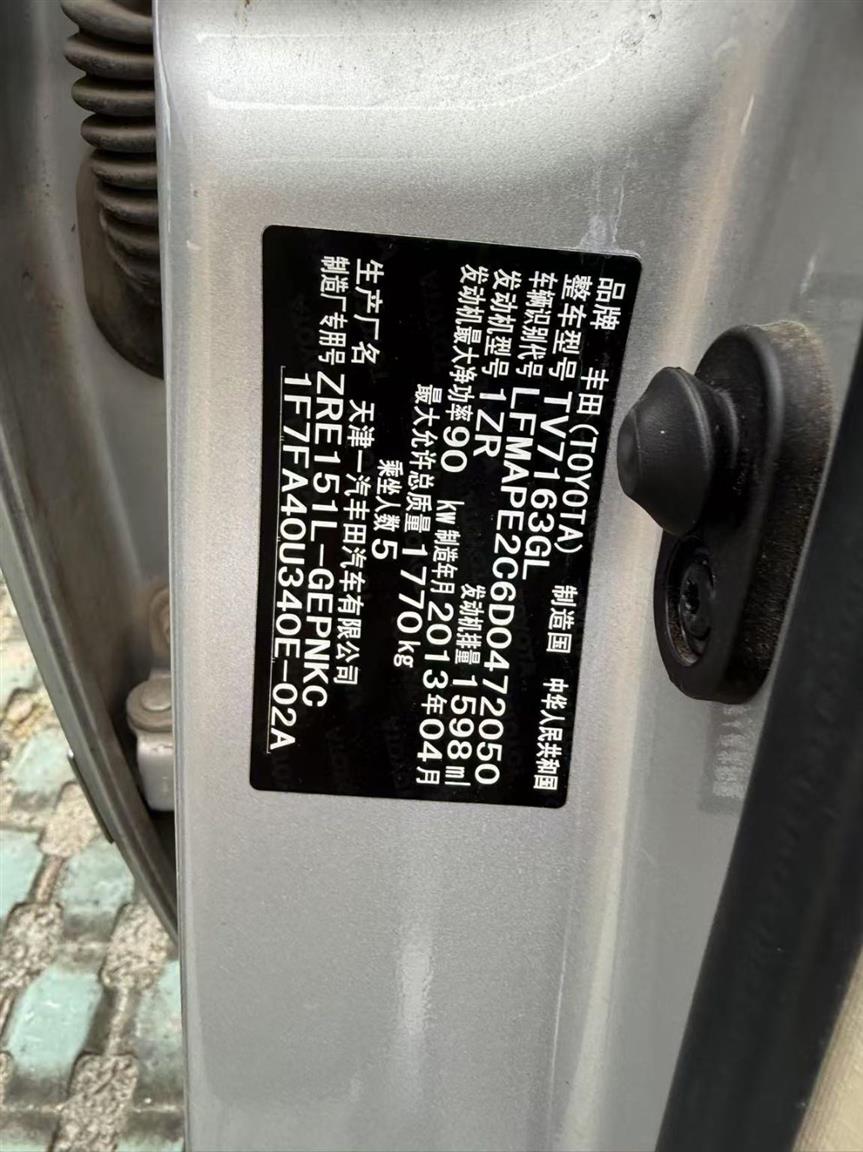 品牌 丰田(TOYOTA) 制造国 中华人民共和国
整车型号 TV7163GL
车辆识别代号 LFMAPE2C6D0472050
发动机型号 1ZR 发动机排量 1598ml
发动机最大净功率 90 kw 制造年月 2013年04月
最大允许总质量 1770kg
乘坐人数 5
生产厂名 天津一汽丰田汽车有限公司
制造厂专用号 ZRE151L-GEPNKC
1F7FA40U340E-02A